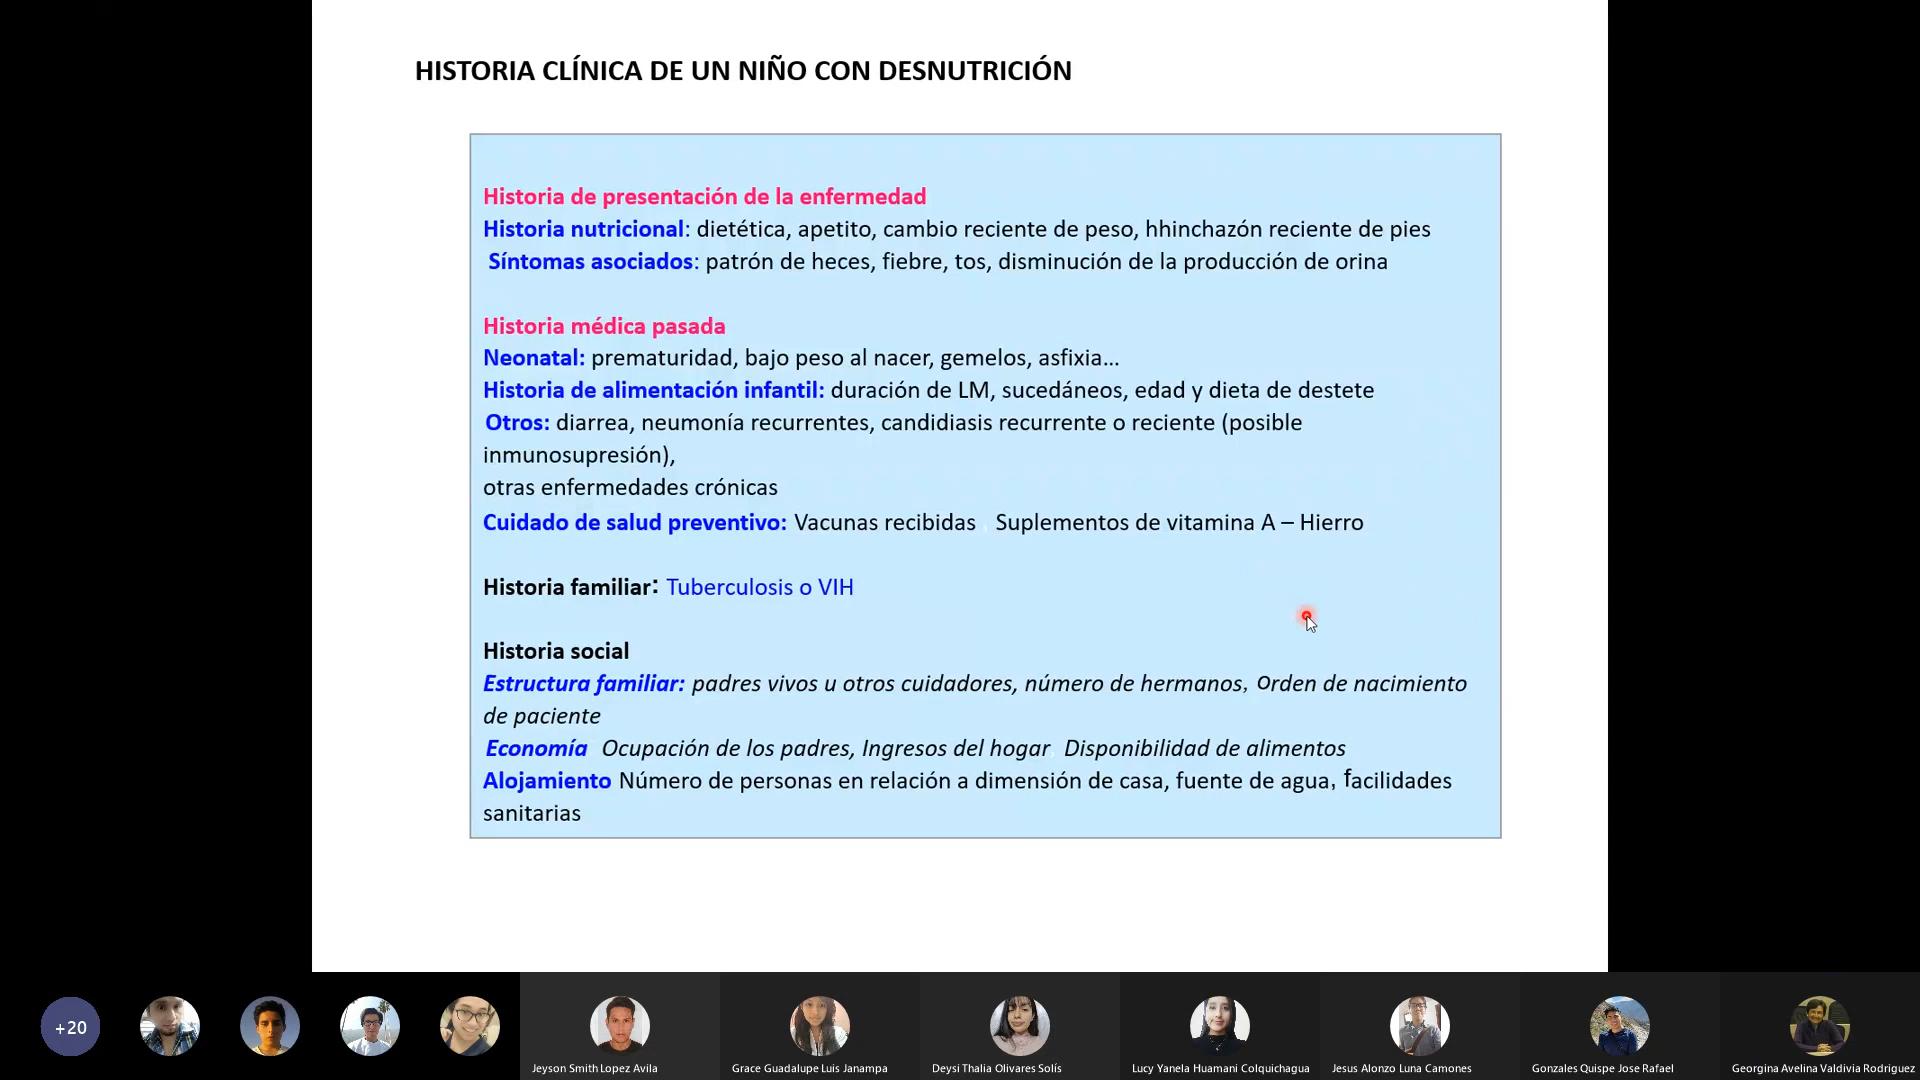 HISTORIA CLÍNICA DE UN NIÑO CON DESNUTRICIÓN
Historia de presentación de la enfermedad
Historia nutricional: dietética, apetito, cambio reciente de peso, hhinchazón reciente de pies
Síntomas asociados: patrón de heces, fiebre, tos, disminución de la producción de orina
Historia médica pasada
Neonatal: prematuridad, bajo peso al nacer, gemelos, asfixia...
Historia de alimentación infantil: duración de LM, sucedáneos, edad y dieta de destete
Otros: diarrea, neumonía recurrentes, candidiasis recurrente o reciente (posible
inmunosupresión),
otras enfermedades crónicas
Cuidado de salud preventivo: Vacunas recibidas , Suplementos de vitamina A – Hierro
Historia familiar: Tuberculosis o VIH
Historia social
Estructura familiar: padres vivos u otros cuidadores, número de hermanos, Orden de nacimiento
de paciente
Economía Ocupación de los padres, Ingresos del hogar, Disponibilidad de alimentos
Alojamiento Número de personas en relación a dimensión de casa, fuente de agua, facilidades
sanitarias
+20
Jeyson Smith Lopez Avila
Grace Guadalupe Luis Janampa
Deysi Thalia Olivares Solís
Lucy Yanela Huamani Colquichagua
Jesus Alonzo Luna Camones
Gonzales Quispe Jose Rafael
Georgina Avelina Valdivia Rodriguez